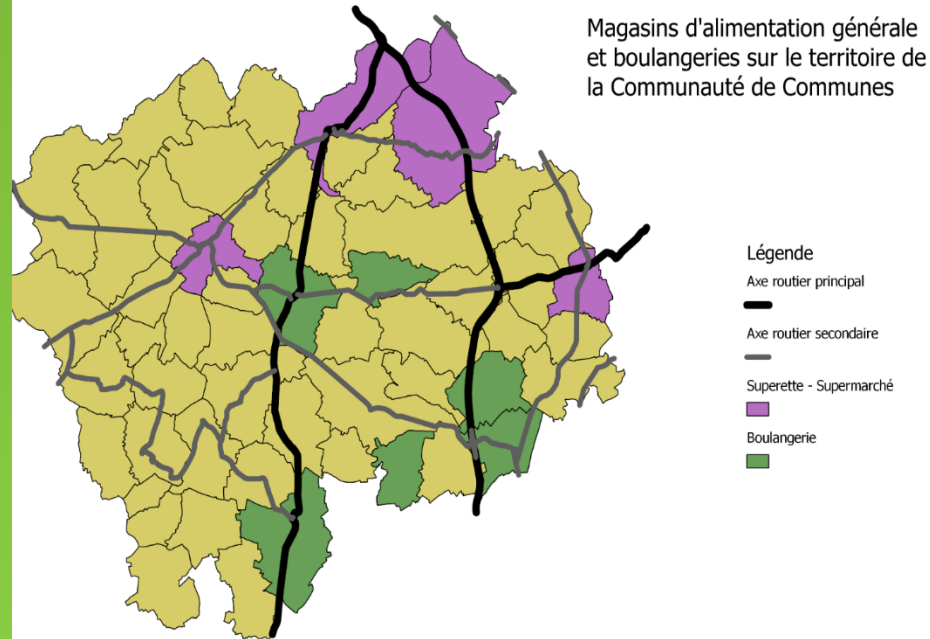 Magasins d'alimentation générale
et boulangeries sur le territoire de
la Communauté de Communes
Légende
Axe routier principal
Axe routier secondaire
Superette - Supermarché
Boulangerie